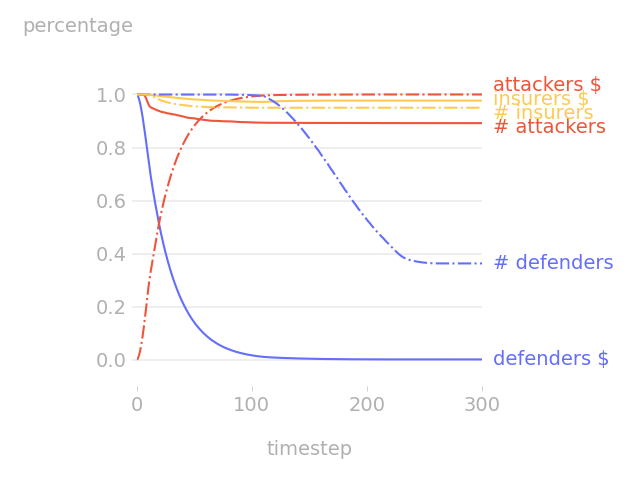 percentage
1.0
0.8
0.6
0.4
0.2
0.0
attackers $
insurers $
# insurers
# attackers
# defenders
defenders $
0 100 200 300
timestep